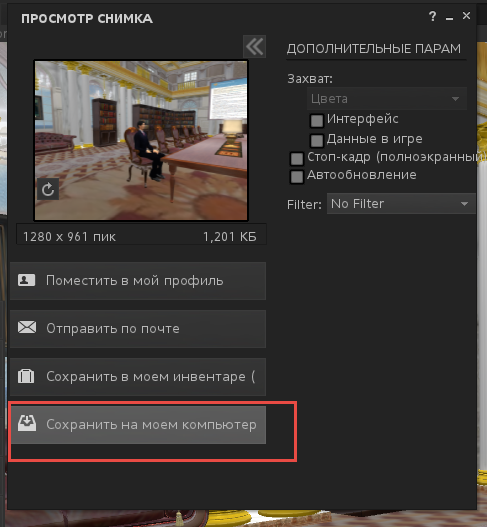 ПРОСМОТР СНИМКА
ДОПОЛНИТЕЛЬНЫЕ ПАРАМ
Захват:
Цвета
Интерфейс
Данные в игре
Стоп-кадр (полноэкранный
Автообновление
Filter: No Filter
1280 x 961 пик 1,201 КБ
Поместить в мой профиль
Отправить по почте
Сохранить в моем инвентаре (
Сохранить на моем компьютер